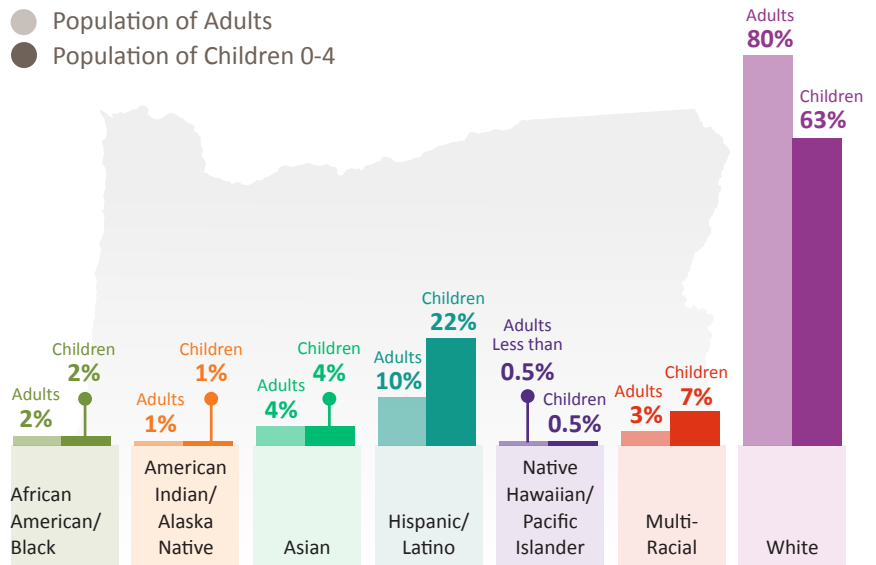 Population of Adults
Population of Children 0-4
Adults
2%
Children
2%
African
American/
Black
Adults
1%
Children
1%
American
Indian/
Alaska
Native
Adults
4%
Children
4%
Asian
Adults
10%
Children
22%
Hispanic/
Latino
Adults
Less than
0.5%
Children
0.5%
Native
Hawaiian/
Pacific
Islander
Adults
3%
Children
7%
Multi-
Racial
Adults
80%
Children
63%
White